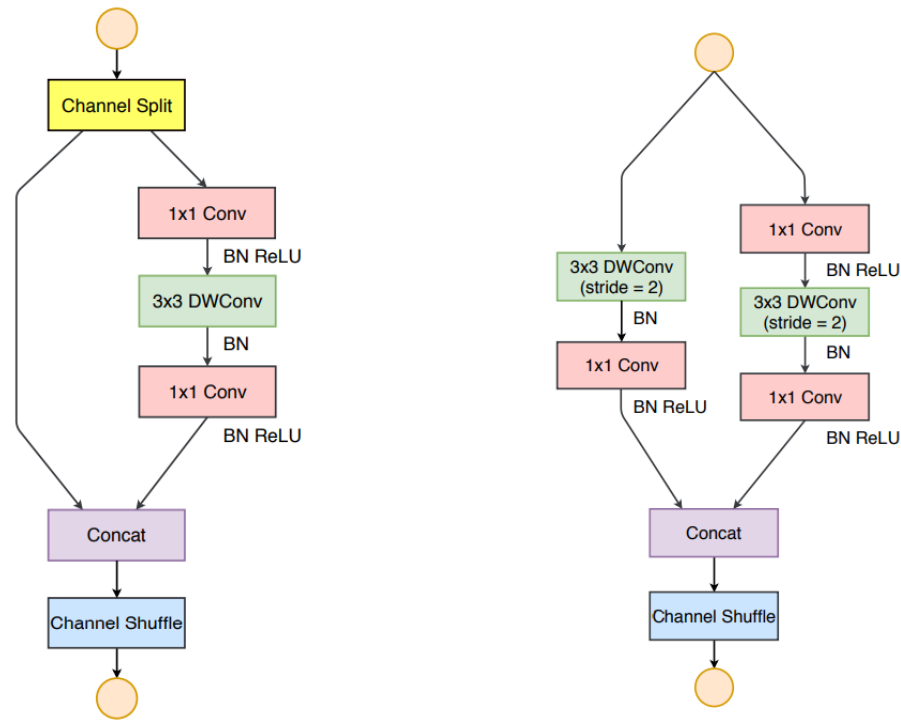 Channel Split
1x1 Conv
BN ReLU
3x3 DWConv
BN
1x1 Conv
BN ReLU
Concat
Channel Shuffle
3x3 DWConv
(stride = 2)
BN
1x1 Conv
BN ReLU
1x1 Conv
BN ReLU
3x3 DWConv
(stride = 2)
BN
1x1 Conv
BN ReLU
Concat
Channel Shuffle